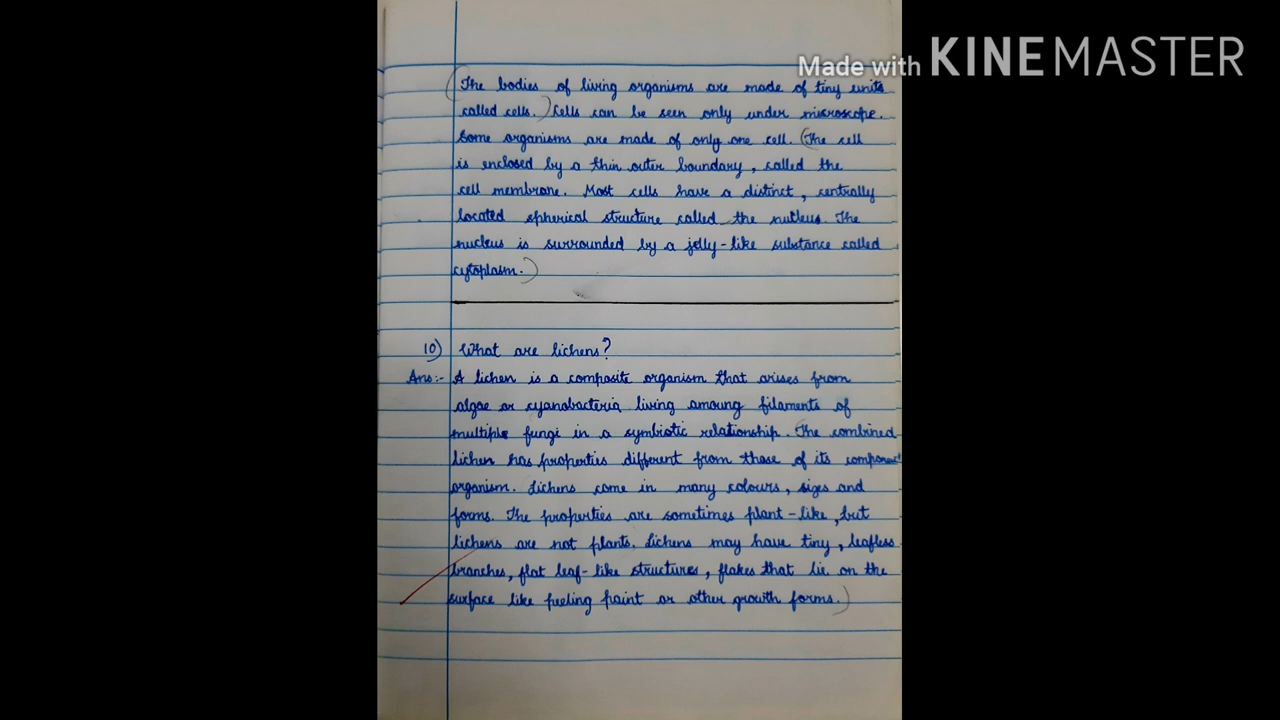 Made with KINEMASTER
(The bodies of living organisms are made of tiny units
called cells.) Cells can be seen only under microscope.
Some organisms are made of only one cell. (The cell
is enclosed by a thin outer boundary, called the
cell membrane. Most cells have a distinct, centrally
located spherical structure called the nucleus. The
nucleus is surrounded by a jelly-like substance called
cytoplasm.)
10) What are lichens?
Ans:- A lichen is a composite organism that arises from
algae or cyanobacteria living amoung filaments of
multiple fungi in a symbiotic relationship. The combined
lichen has properties different from those of its component
organism. Lichens come in many colours, sizes and
forms. The properties are sometimes plant-like, but
lichens are not plants. Lichens may have tiny, leafless
branches, flat leaf-like structures, flakes that lie on the
surface like peeling paint or other growth forms.)